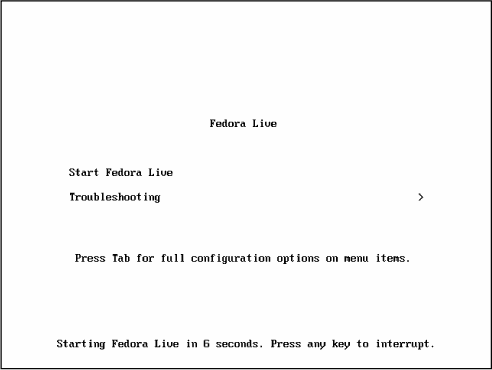 Fedora Live
Start Fedora Live
Troubleshooting >
Press Tab for full configuration options on menu items.
Starting Fedora Live in 6 seconds. Press any key to interrupt.